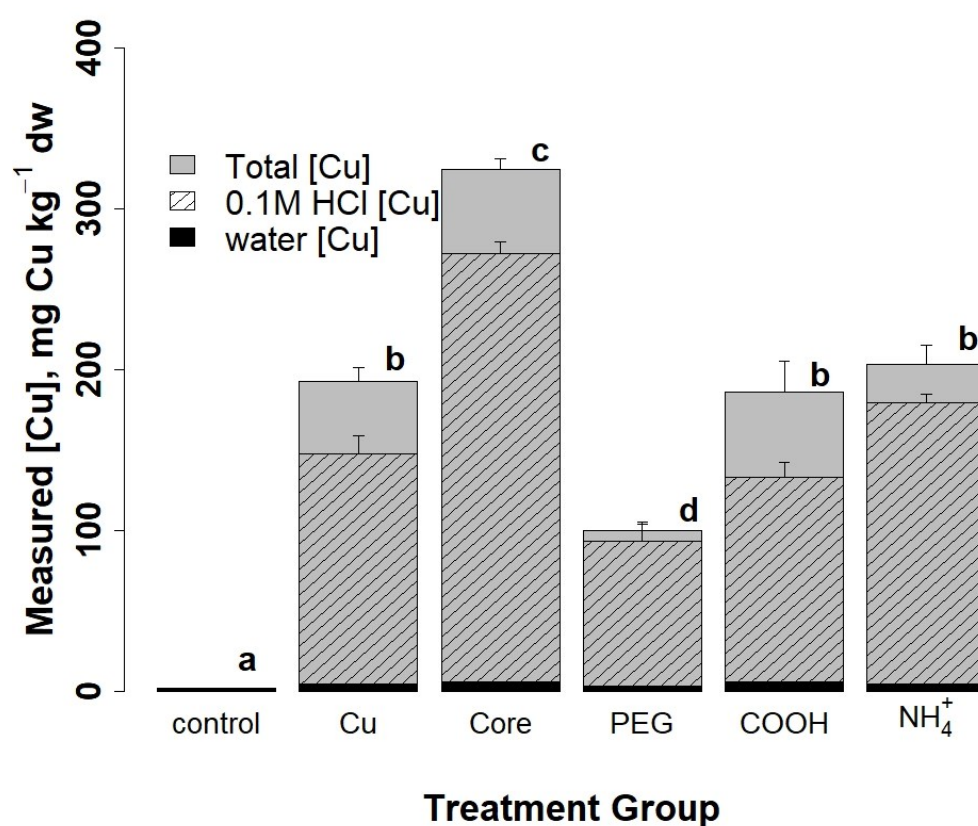 Measured [Cu], mg Cu kg⁻¹ dw
400
300
200
100
0
Total [Cu]
0.1M HCl [Cu]
water [Cu]
a
b
c
d
b
b
control Cu Core PEG COOH NH₄⁺
Treatment Group